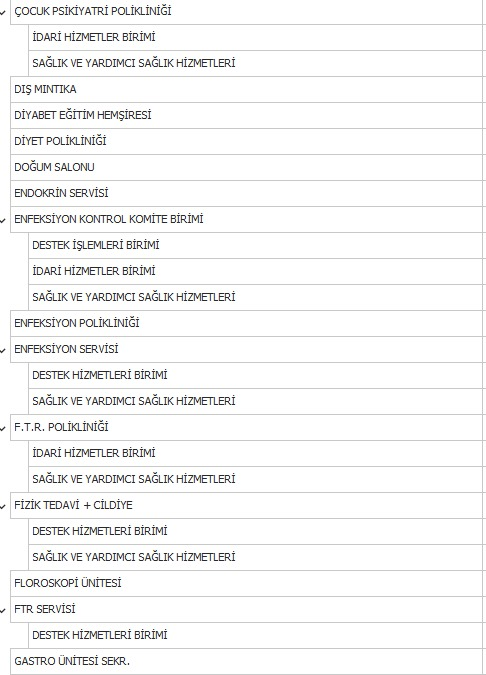 ÇOCUK PSİKİYATRİ POLİKLİNİĞİ
İDARİ HİZMETLER BİRİMİ
SAĞLIK VE YARDIMCI SAĞLIK HİZMETLERİ
DIŞ MINTIKA
DİYABET EĞİTİM HEMŞİRESİ
DİYET POLİKLİNİĞİ
DOĞUM SALONU
ENDOKRİN SERVİSİ
ENFEKSİYON KONTROL KOMİTE BİRİMİ
DESTEK İŞLEMLERİ BİRİMİ
İDARİ HİZMETLER BİRİMİ
SAĞLIK VE YARDIMCI SAĞLIK HİZMETLERİ
ENFEKSİYON POLİKLİNİĞİ
ENFEKSİYON SERVİSİ
DESTEK HİZMETLERİ BİRİMİ
SAĞLIK VE YARDIMCI SAĞLIK HİZMETLERİ
F.T.R. POLİKLİNİĞİ
İDARİ HİZMETLER BİRİMİ
SAĞLIK VE YARDIMCI SAĞLIK HİZMETLERİ
FİZİK TEDAVİ + CİLDİYE
DESTEK HİZMETLERİ BİRİMİ
SAĞLIK VE YARDIMCI SAĞLIK HİZMETLERİ
FLOROSKOPİ ÜNİTESİ
FTR SERVİSİ
DESTEK HİZMETLERİ BİRİMİ
GASTRO ÜNİTESİ SEKR.